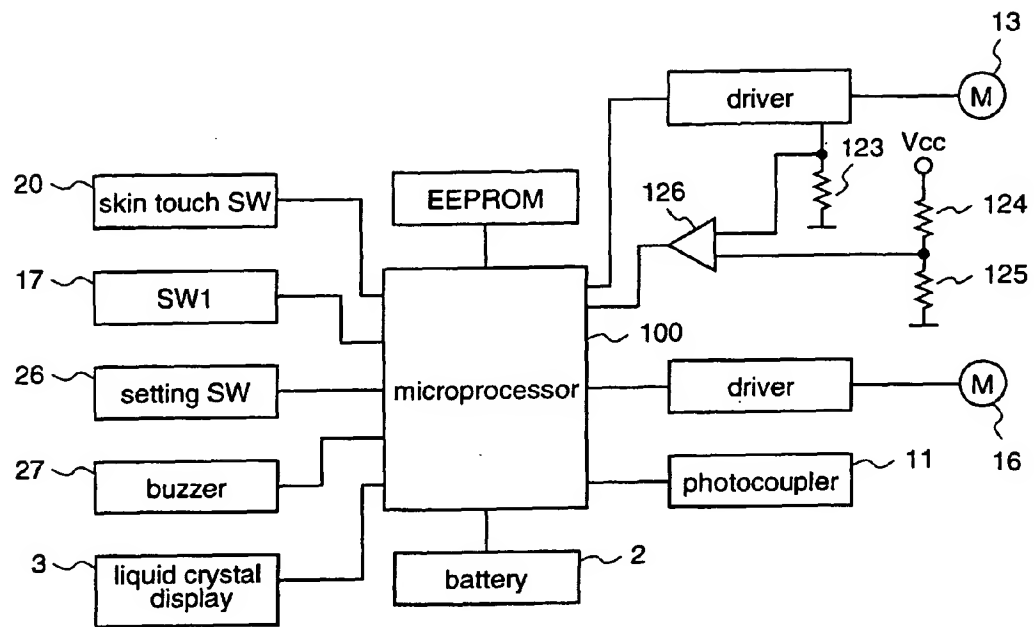 13
driver
M
123
Vcc
20
skin touch SW
EEPROM
126
124
17
SW1
125
100
26
setting SW
microprocessor
driver
M
16
27
buzzer
11
photocoupler
3
liquid crystal
display
2
battery